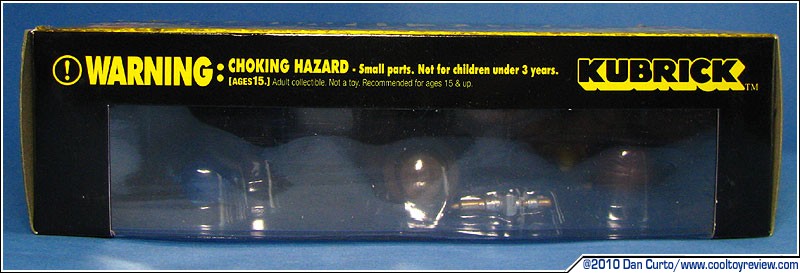 ! WARNING: CHOKING HAZARD - Small parts. Not for children under 3 years.
[AGES15.] Adult collectible. Not a toy. Recommended for ages 15 & up.
KUBRICK TM
©2010 Dan Curto/www.cooltoyreview.com